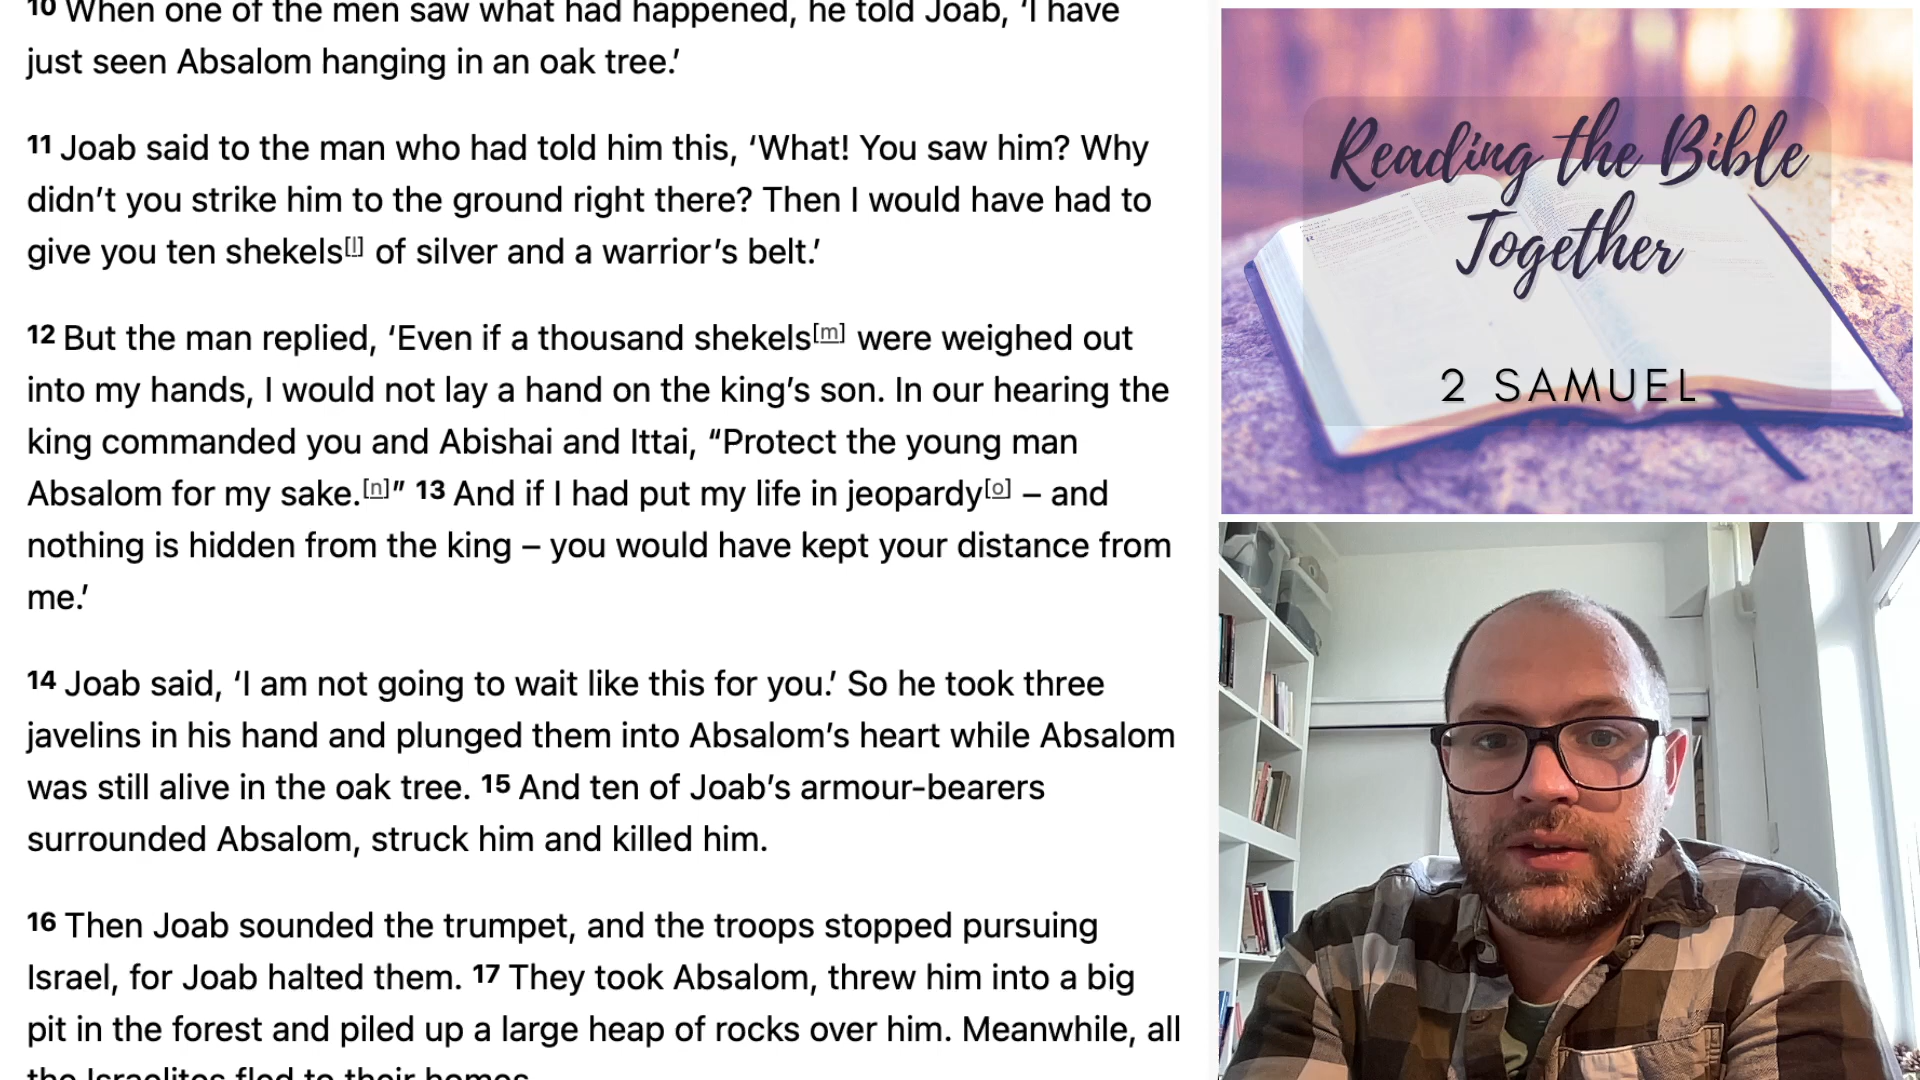 10 When one of the men saw what had happened, he told Joab, ‘I have
just seen Absalom hanging in an oak tree.’
11 Joab said to the man who had told him this, ‘What! You saw him? Why
didn’t you strike him to the ground right there? Then I would have had to
give you ten shekels[l] of silver and a warrior’s belt.’
12 But the man replied, ‘Even if a thousand shekels[m] were weighed out
into my hands, I would not lay a hand on the king’s son. In our hearing the
king commanded you and Abishai and Ittai, “Protect the young man
Absalom for my sake.[n]” 13 And if I had put my life in jeopardy[o] – and
nothing is hidden from the king – you would have kept your distance from
me.’
14 Joab said, ‘I am not going to wait like this for you.’ So he took three
javelins in his hand and plunged them into Absalom’s heart while Absalom
was still alive in the oak tree. 15 And ten of Joab’s armour-bearers
surrounded Absalom, struck him and killed him.
16 Then Joab sounded the trumpet, and the troops stopped pursuing
Israel, for Joab halted them. 17 They took Absalom, threw him into a big
pit in the forest and piled up a large heap of rocks over him. Meanwhile, all
the Israelites fled to their homes.
Reading the Bible
Together
2 SAMUEL